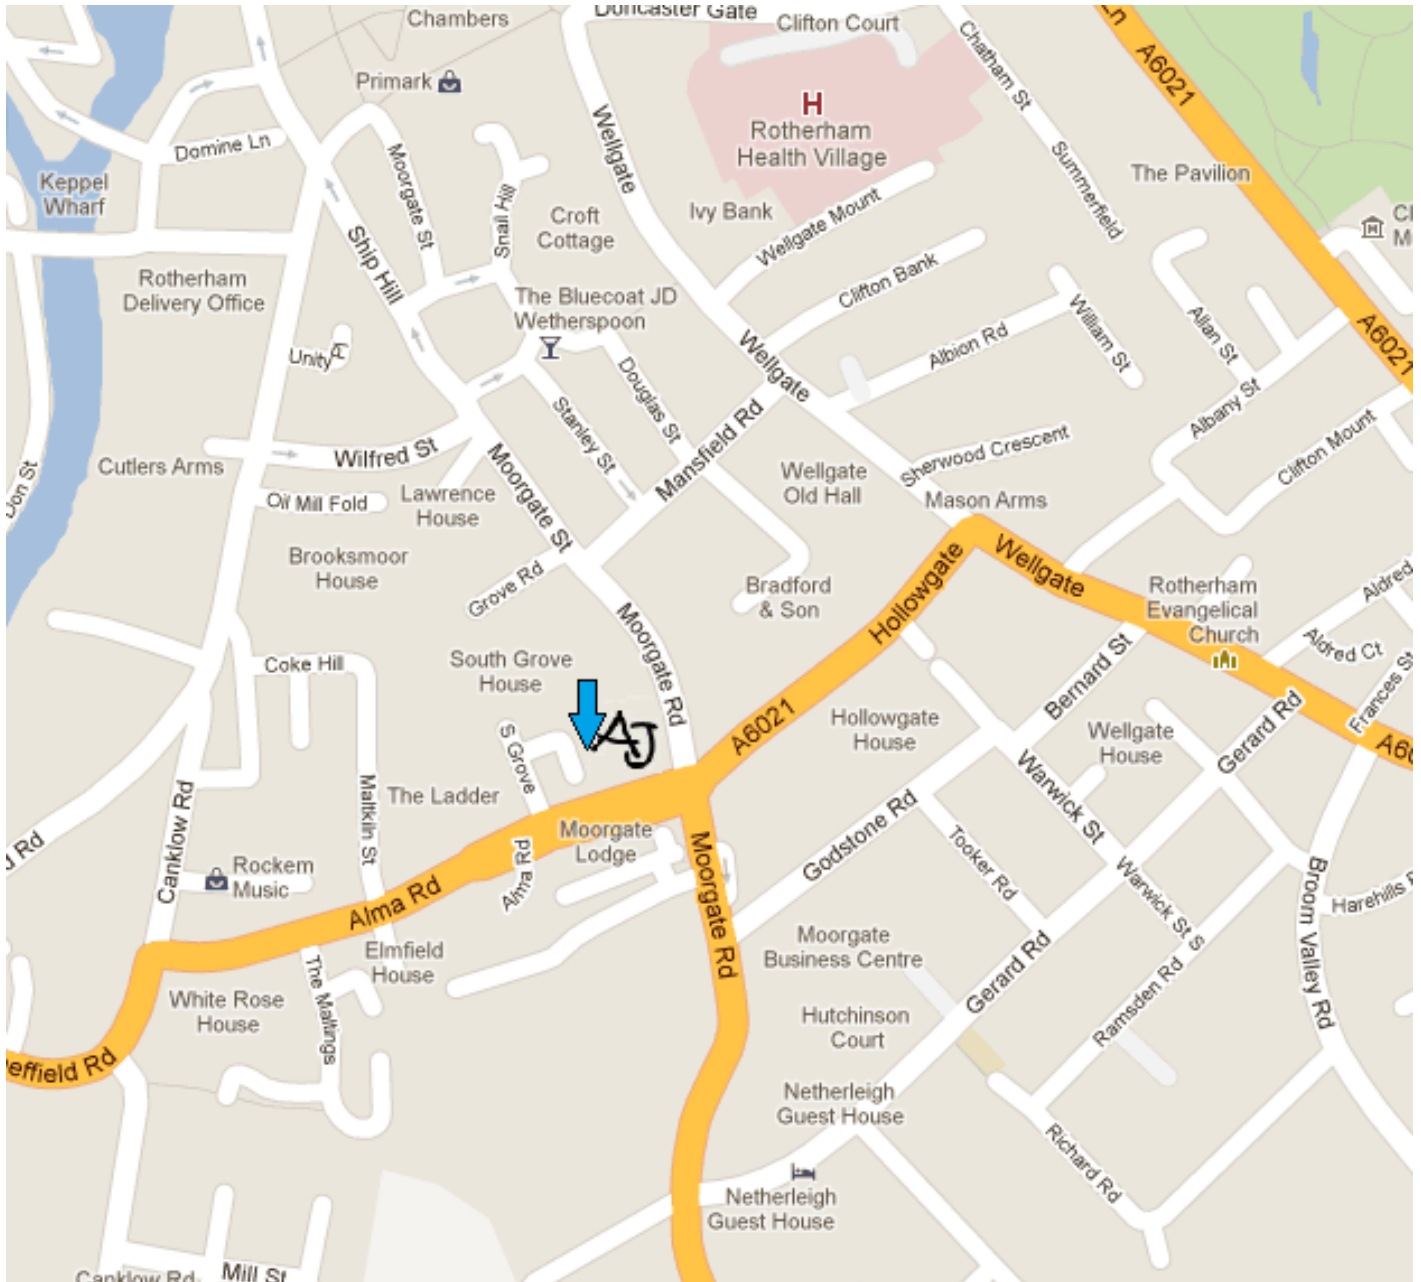 Doncaster Gate
Chambers
Clifton Court
A6021
Chatham St
Primark
H
Rotherham
Health Village
Wellgate
Domine Ln
Moorgate St
Summerfield
The Pavilion
Keppel
Wharf
Snail Hill
Croft
Cottage
Ivy Bank
Wellgate Mount
Ship Hill
Clifton Bank
Rotherham
Delivery Office
The Bluecoat JD
Wetherspoon
William St
Allan St
A6021
Unity Pl
Albion Rd
Wellgate
Douglas St
Stanley St
Mansfield Rd
Albany St
Clifton Mount
Wilfred St
Cutlers Arms
Sherwood Crescent
Wellgate
Old Hall
Mason Arms
Oil Mill Fold
Lawrence
House
Moorgate St
Brooksmoor
House
Grove Rd
Bradford
& Son
Hollowgate
Wellgate
Rotherham
Evangelical
Church
Aldred
Aldred Ct
Moorgate Rd
Coke Hill
South Grove
House
Bernard St
Frances St
AJ
A6021
Hollowgate
House
Wellgate
House
Gerard Rd
S Grove
Maltkiln St
The Ladder
Canklow Rd
Warwick St
Moorgate
Lodge
Alma Rd
Godstone Rd
Tooker Rd
Rockem
Music
Alma Rd
Moorgate Rd
Warwick St S
Broom Valley Rd
Harehills
Elmfield
House
Moorgate
Business Centre
Gerard Rd
The Maltings
White Rose
House
Hutchinson
Court
Ramsden Rd
effield Rd
Netherleigh
Guest House
Richard Rd
Netherleigh
Guest House
Canklow Rd
Mill St